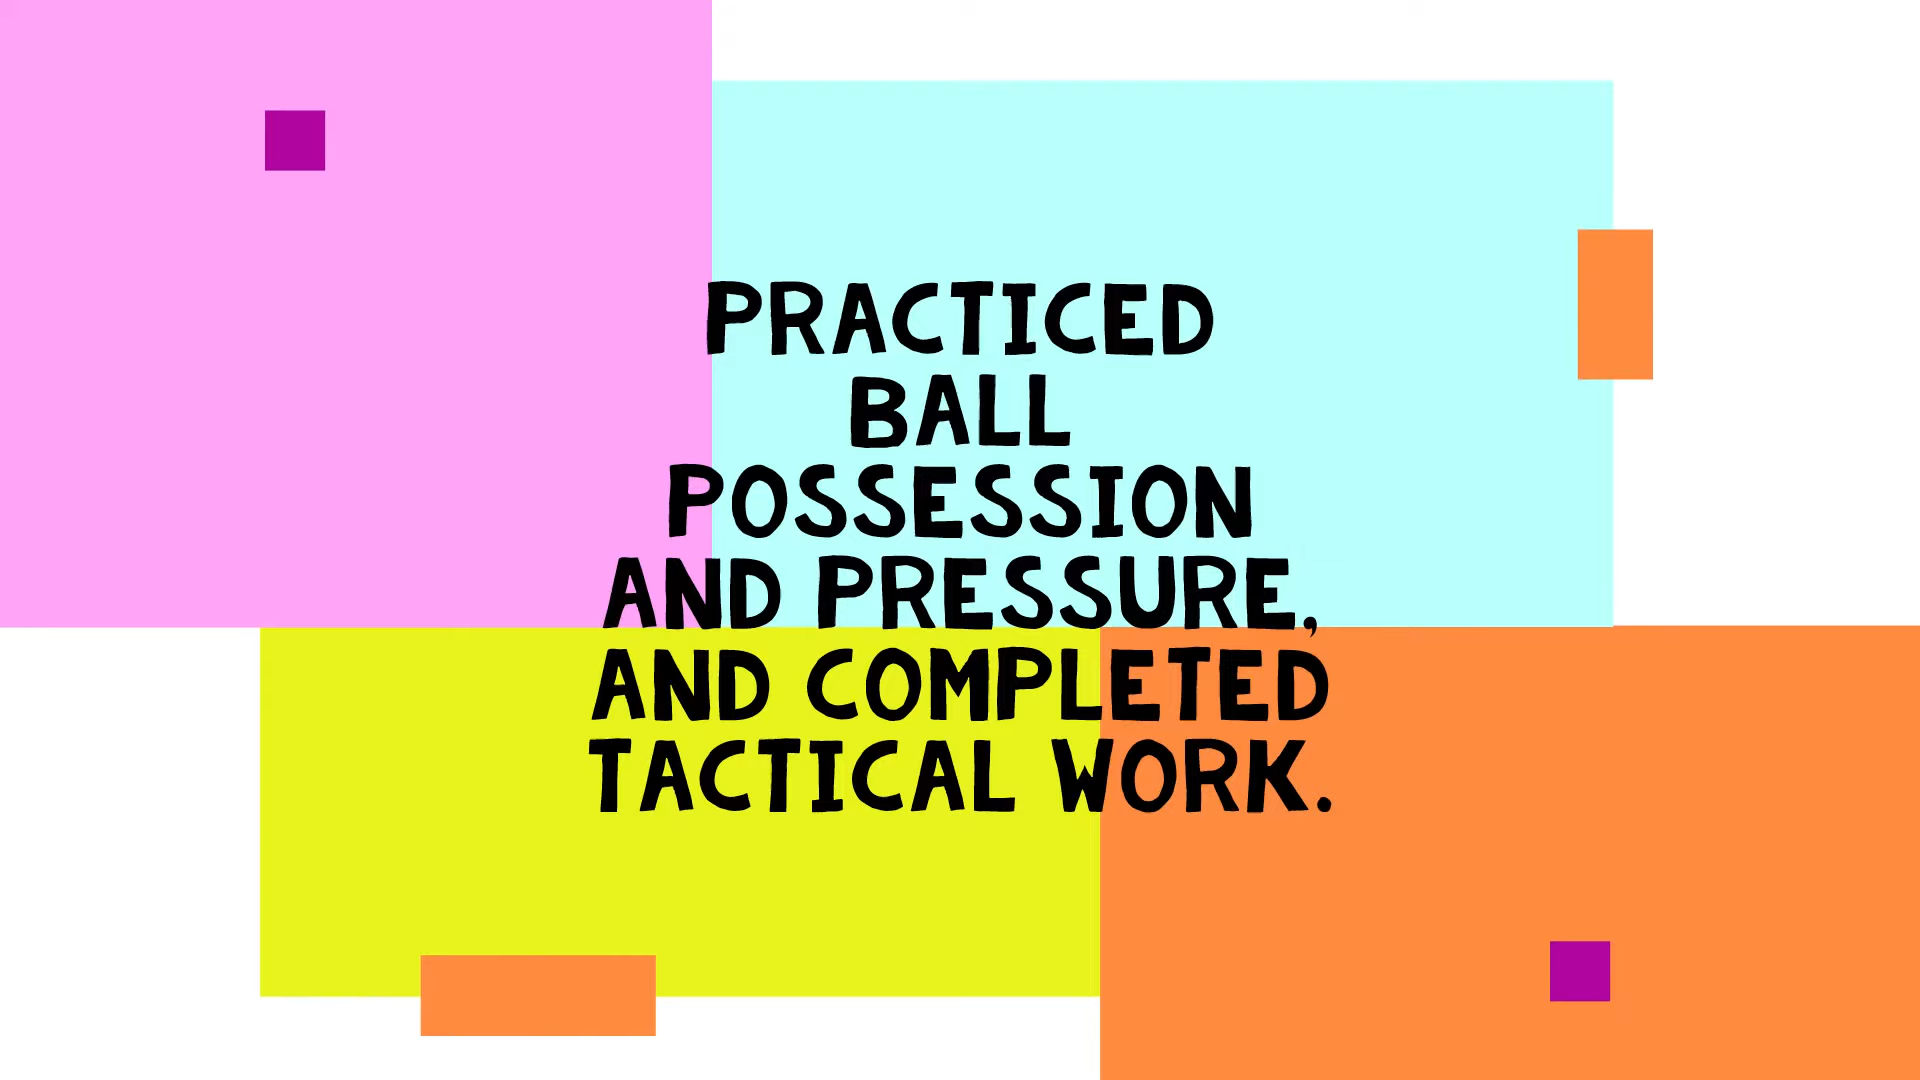 PRACTICED
BALL
POSSESSION
AND PRESSURE,
AND COMPLETED
TACTICAL WORK.